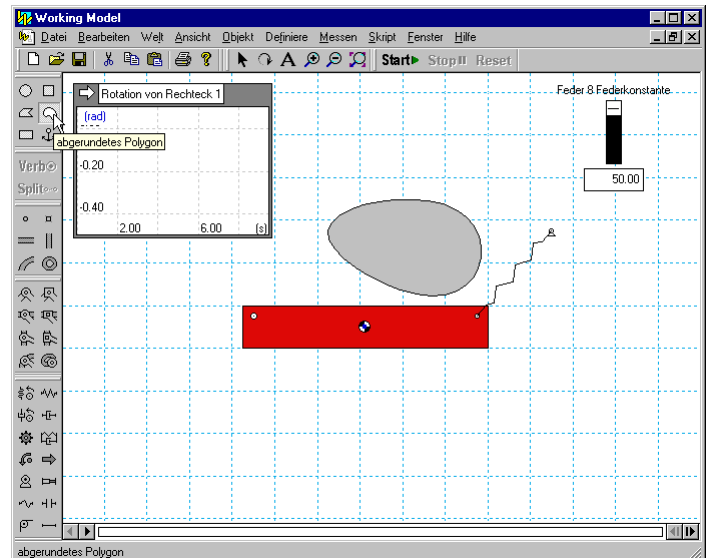 Working Model
Datei Bearbeiten Welt Ansicht Objekt Definiere Messen Skript Fenster Hilfe
A ? Start Stop Reset
Rotation von Rechteck 1
Feder 8 Federkonstante
(rad)
abgerundetes Polygon
-0.20
50.00
-0.40
2.00 6.00 (s)
Verb
Split
abgerundetes Polygon